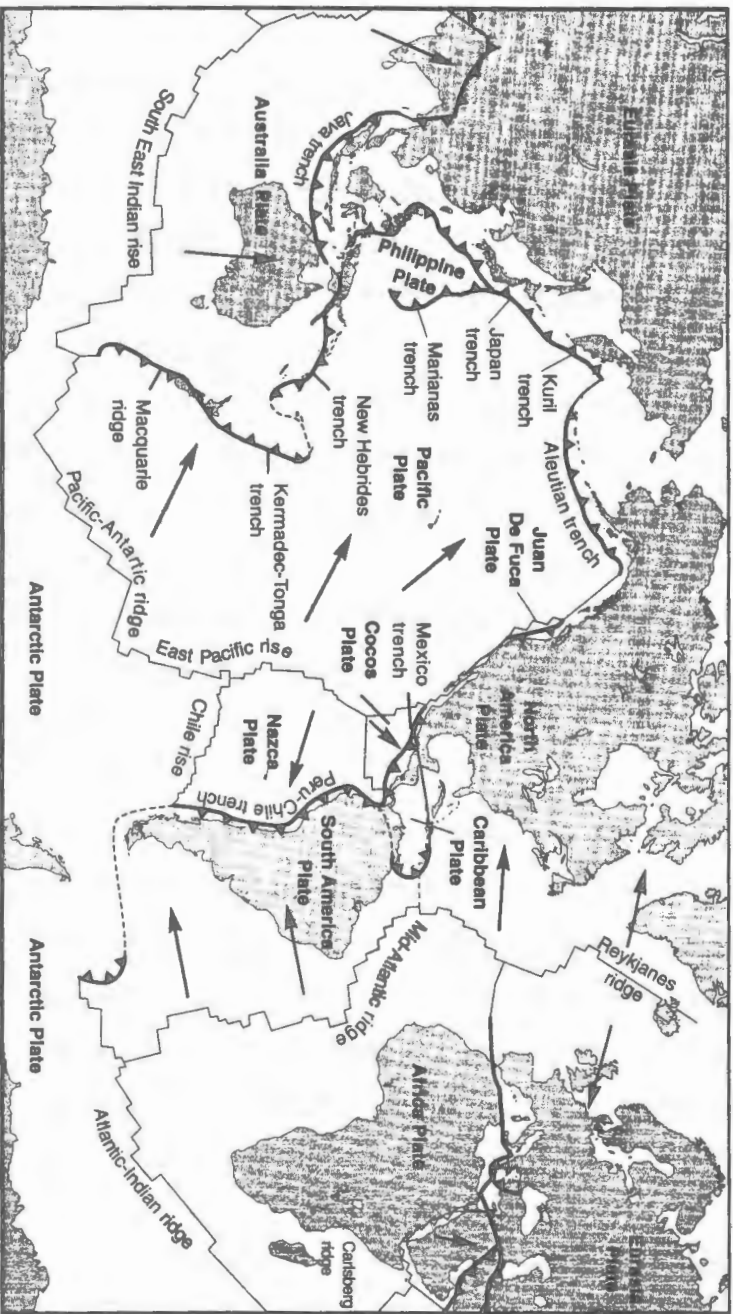 Eurasia Plate
Java trench
Australia Plate
South East Indian rise
Philippine
Plate
Kuril
trench
Japan
trench
Marianas
trench
Aleutian trench
New Hebrides
trench
Macquarie
ridge
Kermadec-Tonga
trench
Pacific
Plate
Pacific-Antartic ridge
Juan
De Fuca
Plate
Mexico
trench
Cocos
Plate
East Pacific rise
Antarctic Plate
North
America
Plate
Nazca
Plate
Chile rise
Peru-Chile trench
Caribbean
Plate
South America
Plate
Reykjanes
ridge
Mid-Atlantic ridge
Antarctic Plate
Africa Plate
Atlantic-Indian ridge
Carlsberg
ridge
Plate